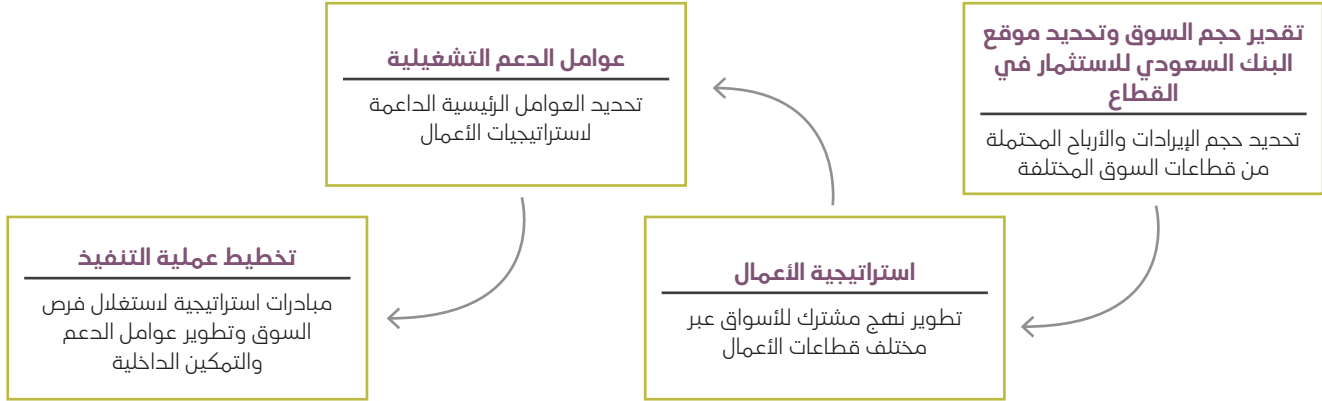 تقدير حجم السوق وتحديد موقع
البنك السعودي للاستثمار في
القطاع
تحديد حجم الإيرادات والأرباح المحتملة
من قطاعات السوق المختلفة
استراتيجية الأعمال
تطوير نهج مشترك للأسواق عبر
مختلف قطاعات الأعمال
عوامل الدعم التشغيلية
تحديد العوامل الرئيسية الداعمة
لاستراتيجيات الأعمال
تخطيط عملية التنفيذ
مبادرات استراتيجية لاستغلال فرص
السوق وتطوير عوامل الدعم
والتمكين الداخلية